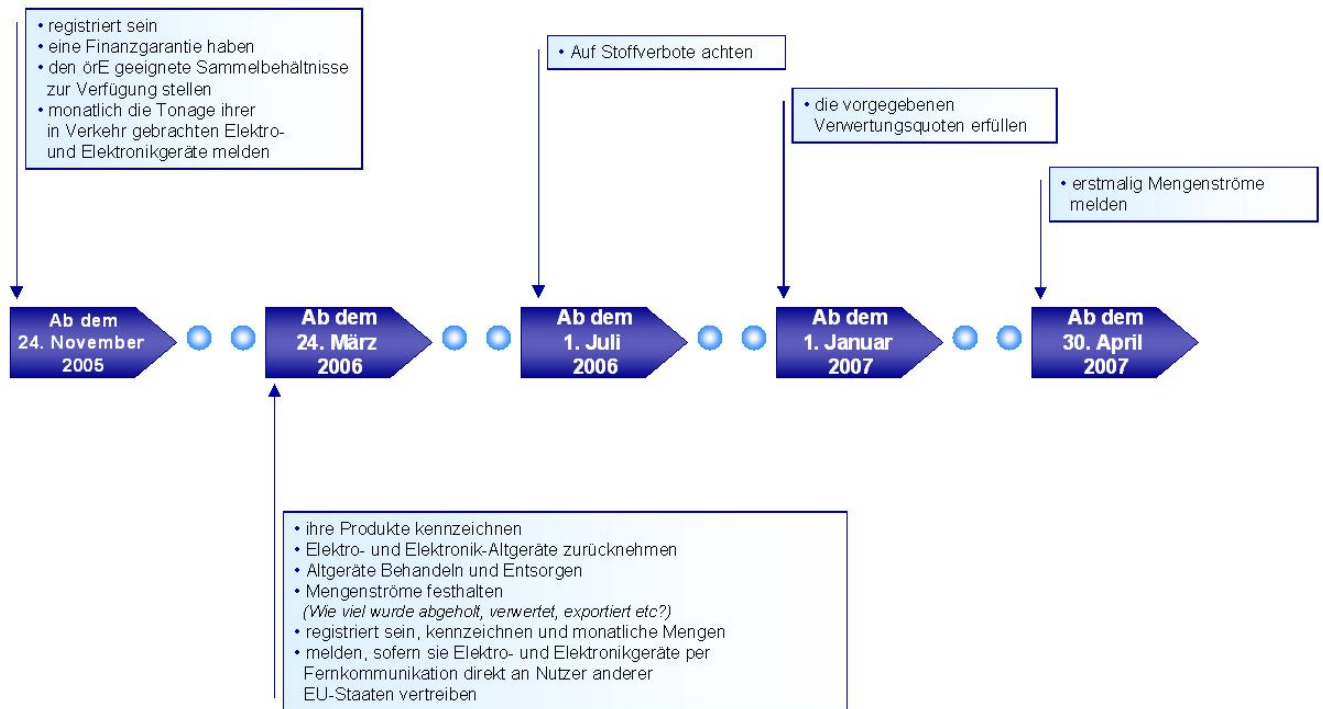 • registriert sein
• eine Finanzgarantie haben
• den örE geeignete Sammelbehältnisse
zur Verfügung stellen
• monatlich die Tonage ihrer
in Verkehr gebrachten Elektro-
und Elektronikgeräte melden
• Auf Stoffverbote achten
• die vorgegebenen
Verwertungsquoten erfüllen
• erstmalig Mengenströme
melden
Ab dem
24. November
2005
Ab dem
24. März
2006
Ab dem
1. Juli
2006
Ab dem
1. Januar
2007
Ab dem
30. April
2007
• ihre Produkte kennzeichnen
• Elektro- und Elektronik-Altgeräte zurücknehmen
• Altgeräte Behandeln und Entsorgen
• Mengenströme festhalten
(Wie viel wurde abgeholt, verwertet, exportiert etc?)
• registriert sein, kennzeichnen und monatliche Mengen
• melden, sofern sie Elektro- und Elektronikgeräte per
Fernkommunikation direkt an Nutzer anderer
EU-Staaten vertreiben